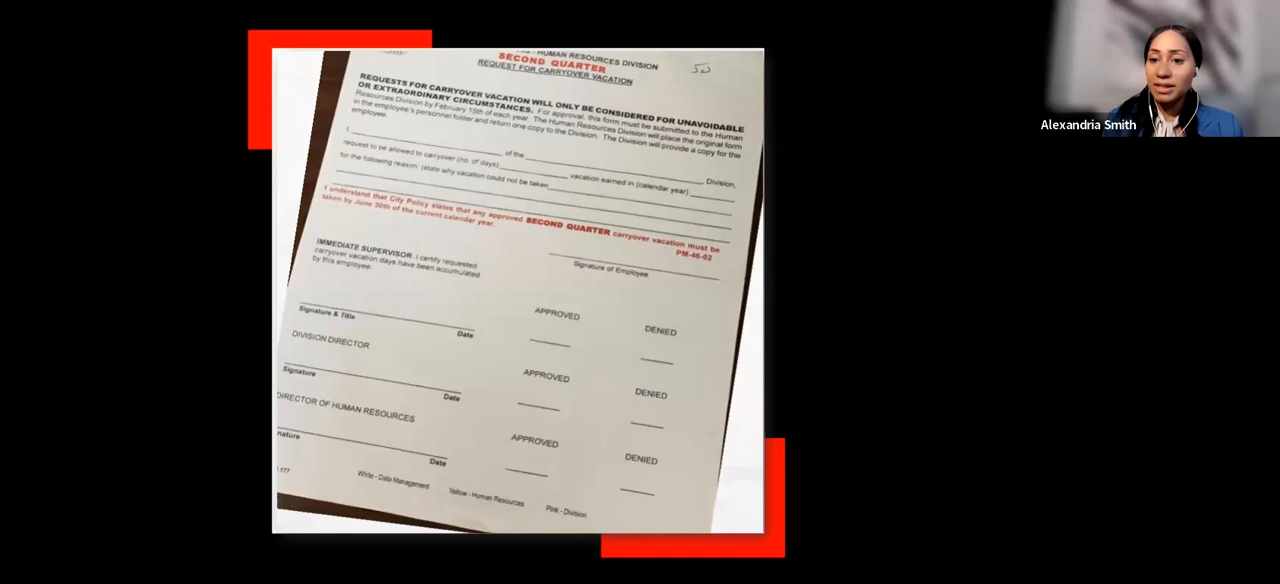 HUMAN RESOURCES DIVISION
SECOND QUARTER
REQUEST FOR CARRYOVER VACATION
REQUESTS FOR CARRYOVER VACATION WILL ONLY BE CONSIDERED FOR UNAVOIDABLE
OR EXTRAORDINARY CIRCUMSTANCES. For approval, this form must be submitted to the Human
Resources Division by February 15th of each year. The Human Resources Division will place the original form
in the employee's personnel folder and return one copy to the Division. The Division will provide a copy for the
employee.
I, of the , Division,
request to be allowed to carryover (no. of days) vacation earned in (calendar year)
for the following reason: (state why vacation could not be taken
I understand that City Policy states that any approved SECOND QUARTER carryover vacation must be
taken by June 30th of the current calendar year.
PM-46-02
IMMEDIATE SUPERVISOR. I certify requested
carryover vacation days have been accumulated
by this employee.
Signature of Employee
APPROVED DENIED
Signature & Title Date
DIVISION DIRECTOR
APPROVED DENIED
Signature Date
DIRECTOR OF HUMAN RESOURCES
APPROVED DENIED
nature Date
177
White - Data Management Yellow - Human Resources Pink - Division
Alexandria Smith